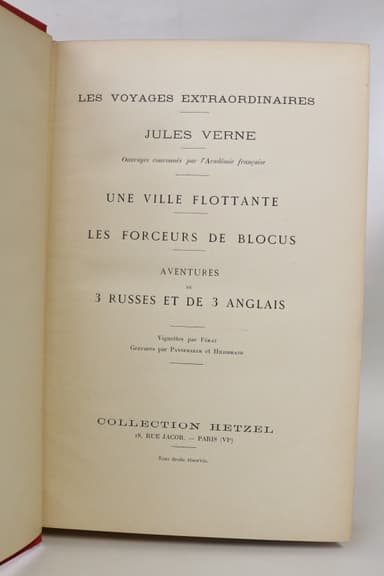 LES VOYAGES EXTRAORDINAIRES
JULES VERNE
Ouvrages couronnés par l'Académie française
UNE VILLE FLOTTANTE
LES FORCEURS DE BLOCUS
AVENTURES
DE
3 RUSSES ET DE 3 ANGLAIS
Vignettes par Férat
Gravures par Pannemaker et Hildibrand
COLLECTION HETZEL
18, RUE JACOB. — PARIS (VIe)
Tous droits réservés.